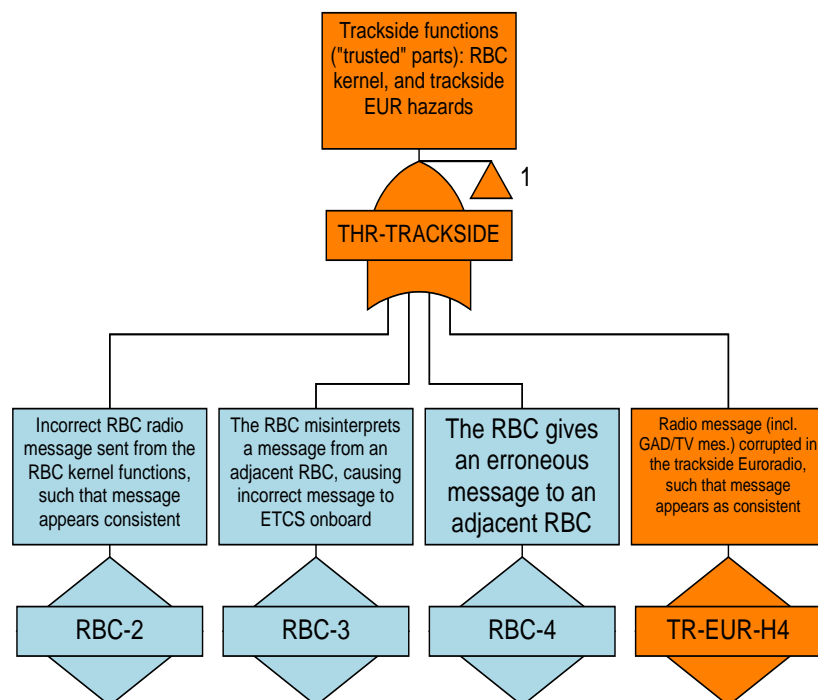 Trackside functions
("trusted" parts): RBC
kernel, and trackside
EUR hazards
1
THR-TRACKSIDE
Incorrect RBC radio
message sent from the
RBC kernel functions,
such that message
appears consistent
The RBC misinterprets
a message from an
adjacent RBC, causing
incorrect message to
ETCS onboard
The RBC gives
an erroneous
message to an
adjacent RBC
Radio message (incl.
GAD/TV mes.) corrupted in
the trackside Euroradio,
such that message
appears as consistent
RBC-2
RBC-3
RBC-4
TR-EUR-H4